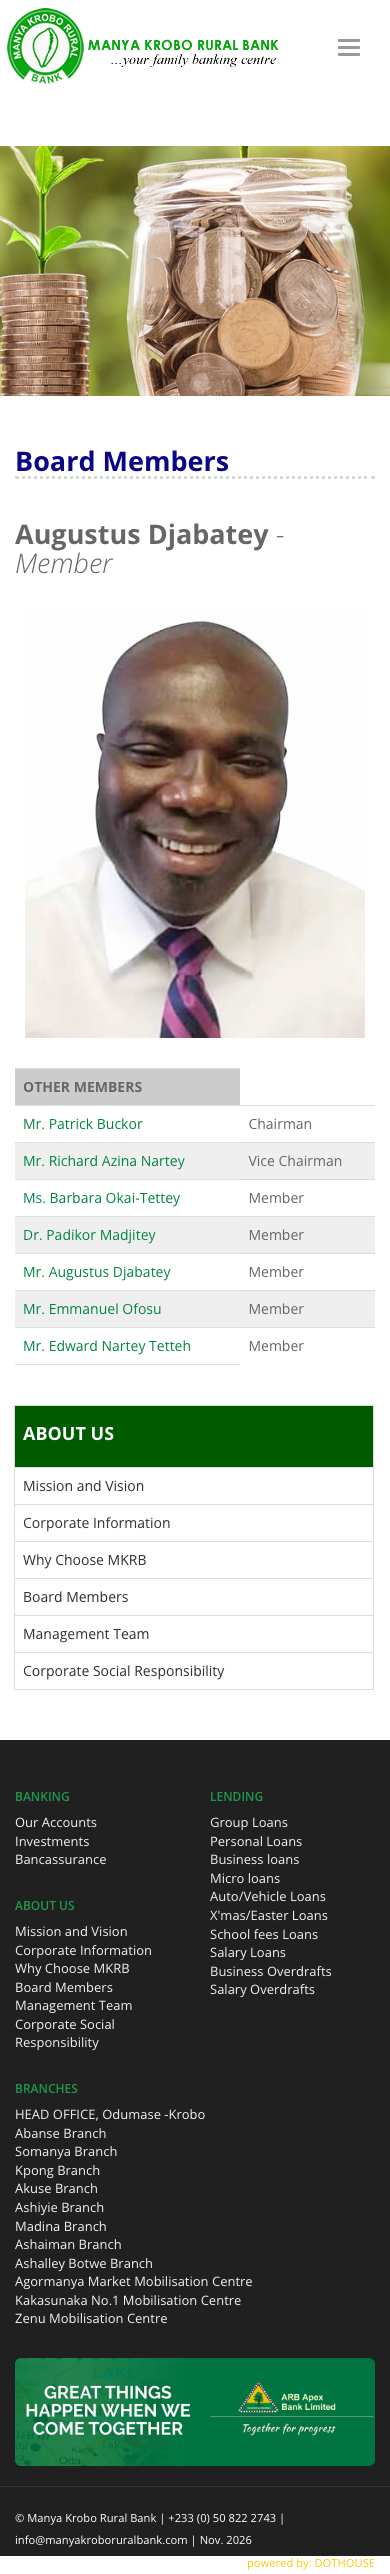 MANYA KROBO RURAL
BANK
MANYA KROBO RURAL BANK
...your family banking centre
Board Members
Augustus Djabatey -
Member
OTHER MEMBERS
Mr. Patrick Buckor Chairman
Mr. Richard Azina Nartey Vice Chairman
Ms. Barbara Okai-Tettey Member
Dr. Padikor Madjitey Member
Mr. Augustus Djabatey Member
Mr. Emmanuel Ofosu Member
Mr. Edward Nartey Tetteh Member
ABOUT US
Mission and Vision
Corporate Information
Why Choose MKRB
Board Members
Management Team
Corporate Social Responsibility
BANKING
Our Accounts
Investments
Bancassurance
ABOUT US
Mission and Vision
Corporate Information
Why Choose MKRB
Board Members
Management Team
Corporate Social
Responsibility
LENDING
Group Loans
Personal Loans
Business loans
Micro loans
Auto/Vehicle Loans
X'mas/Easter Loans
School fees Loans
Salary Loans
Business Overdrafts
Salary Overdrafts
BRANCHES
HEAD OFFICE, Odumase -Krobo
Abanse Branch
Somanya Branch
Kpong Branch
Akuse Branch
Ashiyie Branch
Madina Branch
Ashaiman Branch
Ashalley Botwe Branch
Agormanya Market Mobilisation Centre
Kakasunaka No.1 Mobilisation Centre
Zenu Mobilisation Centre
GREAT THINGS
HAPPEN WHEN WE
COME TOGETHER
ARB Apex
Bank Limited
Together for progress
© Manya Krobo Rural Bank | +233 (0) 50 822 2743 |
info@manyakroboruralbank.com | Nov. 2026
powered by: DOTHOUSE